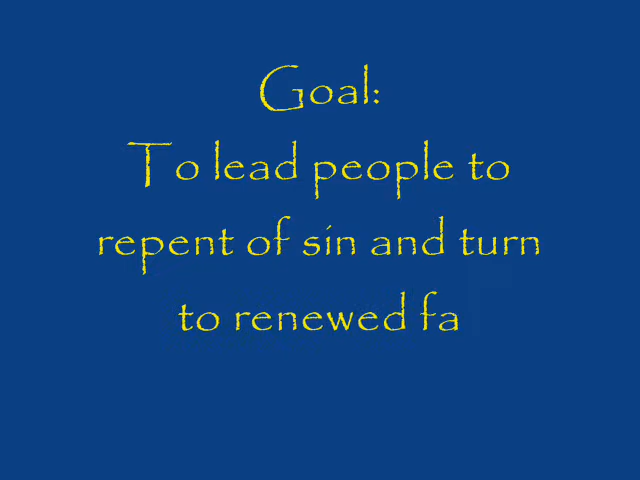 Goal:
To lead people to
repent of sin and turn
to renewed fa